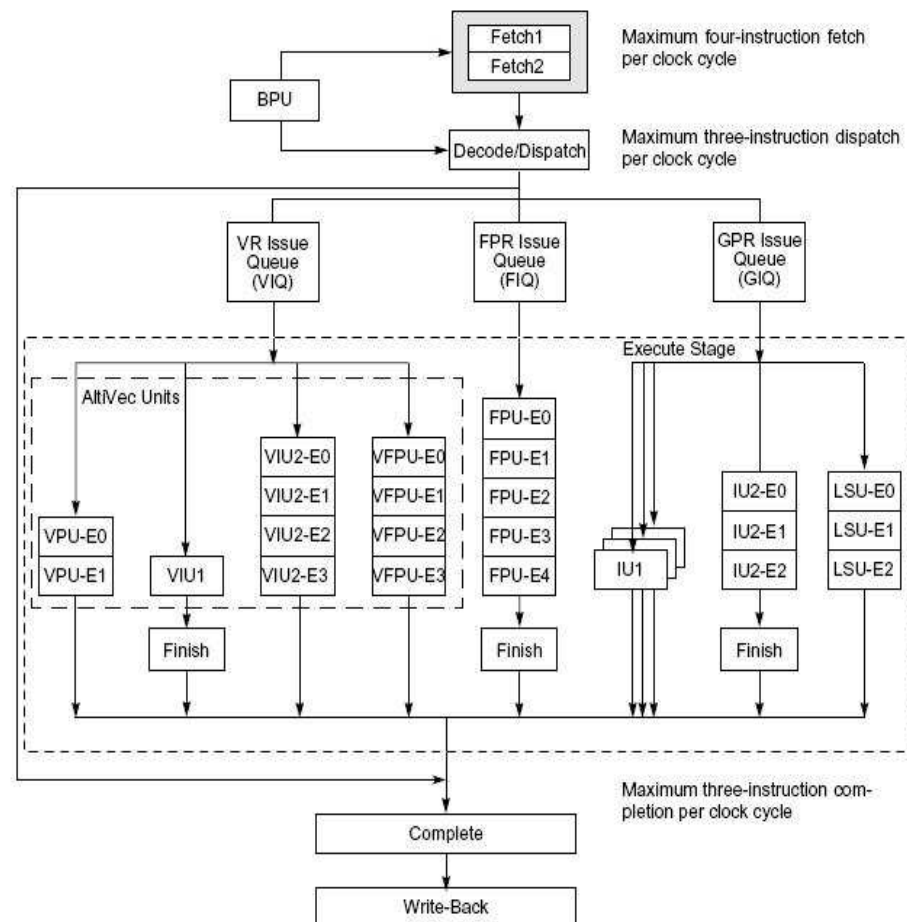 Fetch1
Fetch2
Maximum four-instruction fetch
per clock cycle
BPU
Decode/Dispatch
Maximum three-instruction dispatch
per clock cycle
VR Issue
Queue
(VIQ)
FPR Issue
Queue
(FIQ)
GPR Issue
Queue
(GIQ)
Execute Stage
AltiVec Units
VPU-E0
VPU-E1
VIU1
Finish
VIU2-E0
VIU2-E1
VIU2-E2
VIU2-E3
VFPU-E0
VFPU-E1
VFPU-E2
VFPU-E3
FPU-E0
FPU-E1
FPU-E2
FPU-E3
FPU-E4
Finish
IU1
IU2-E0
IU2-E1
IU2-E2
Finish
LSU-E0
LSU-E1
LSU-E2
Maximum three-instruction com-
pletion per clock cycle
Complete
Write-Back